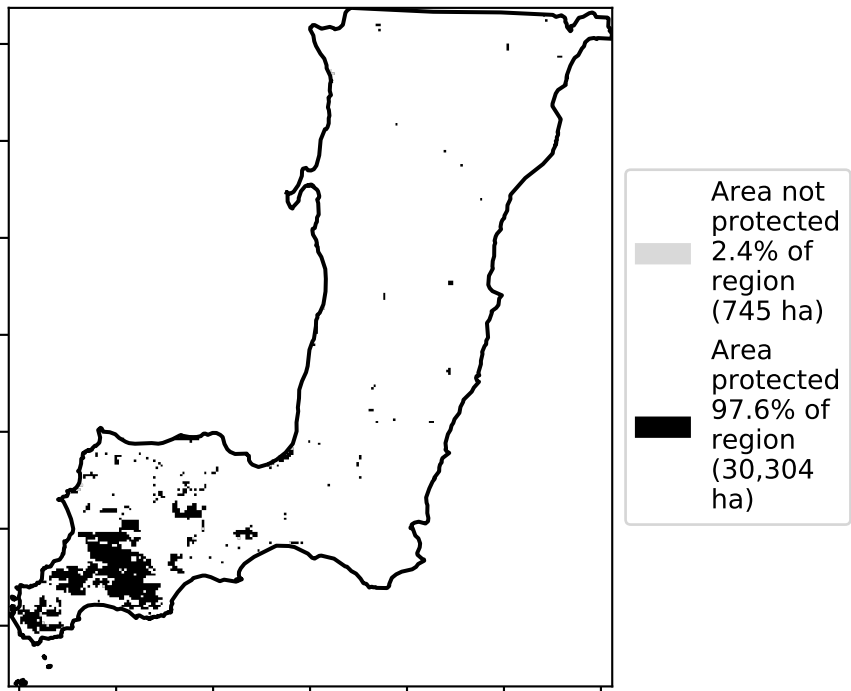 Area not
protected
2.4% of
region
(745 ha)
Area
protected
97.6% of
region
(30,304
ha)